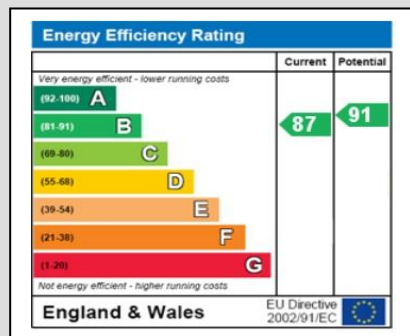 Energy Efficiency Rating
Current Potential
Very energy efficient - lower running costs
(92-100) A
(81-91) B
87 91
(69-80) C
(55-68) D
(39-54) E
(21-38) F
(1-20) G
Not energy efficient - higher running costs
England & Wales
EU Directive
2002/91/EC